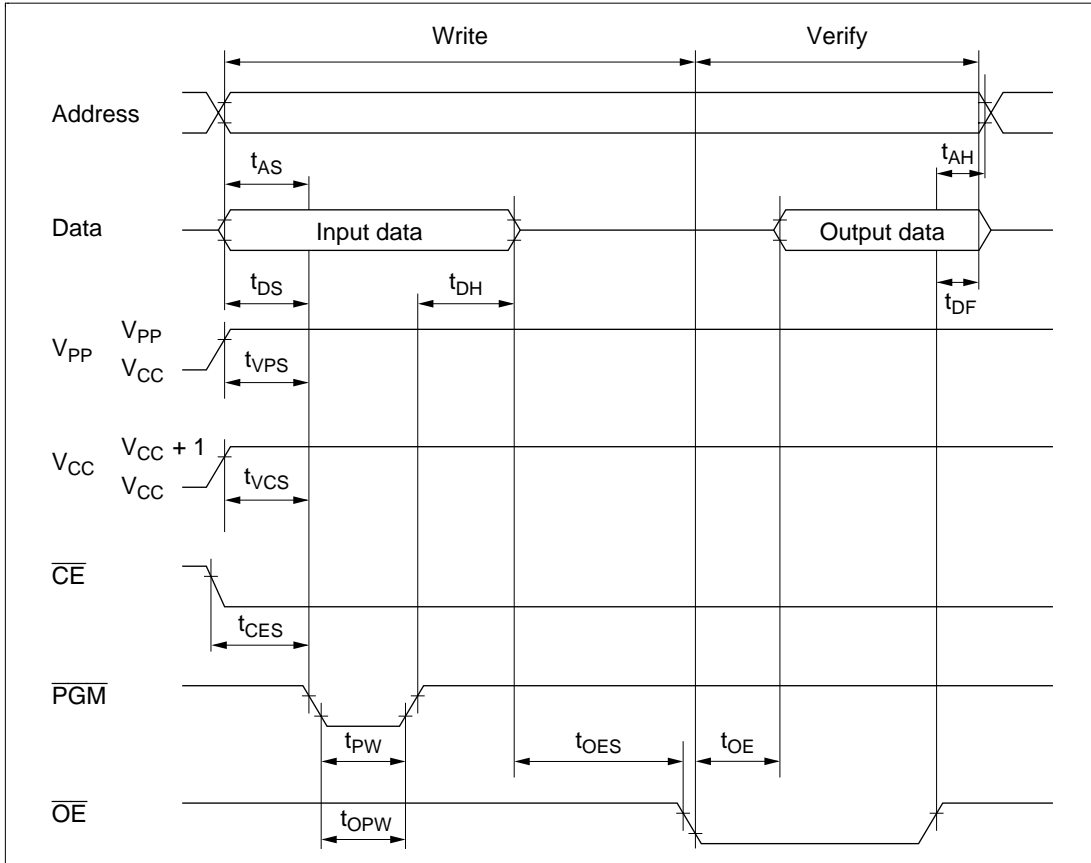 Write Verify
Address
tAS tAH
Data Input data Output data
tDS tDH tDF
VPP VPP
VCC
tVPS
VCC VCC + 1
VCC
tVCS
CE
tCES
PGM
tPW tOES tOE
OE
tOPW